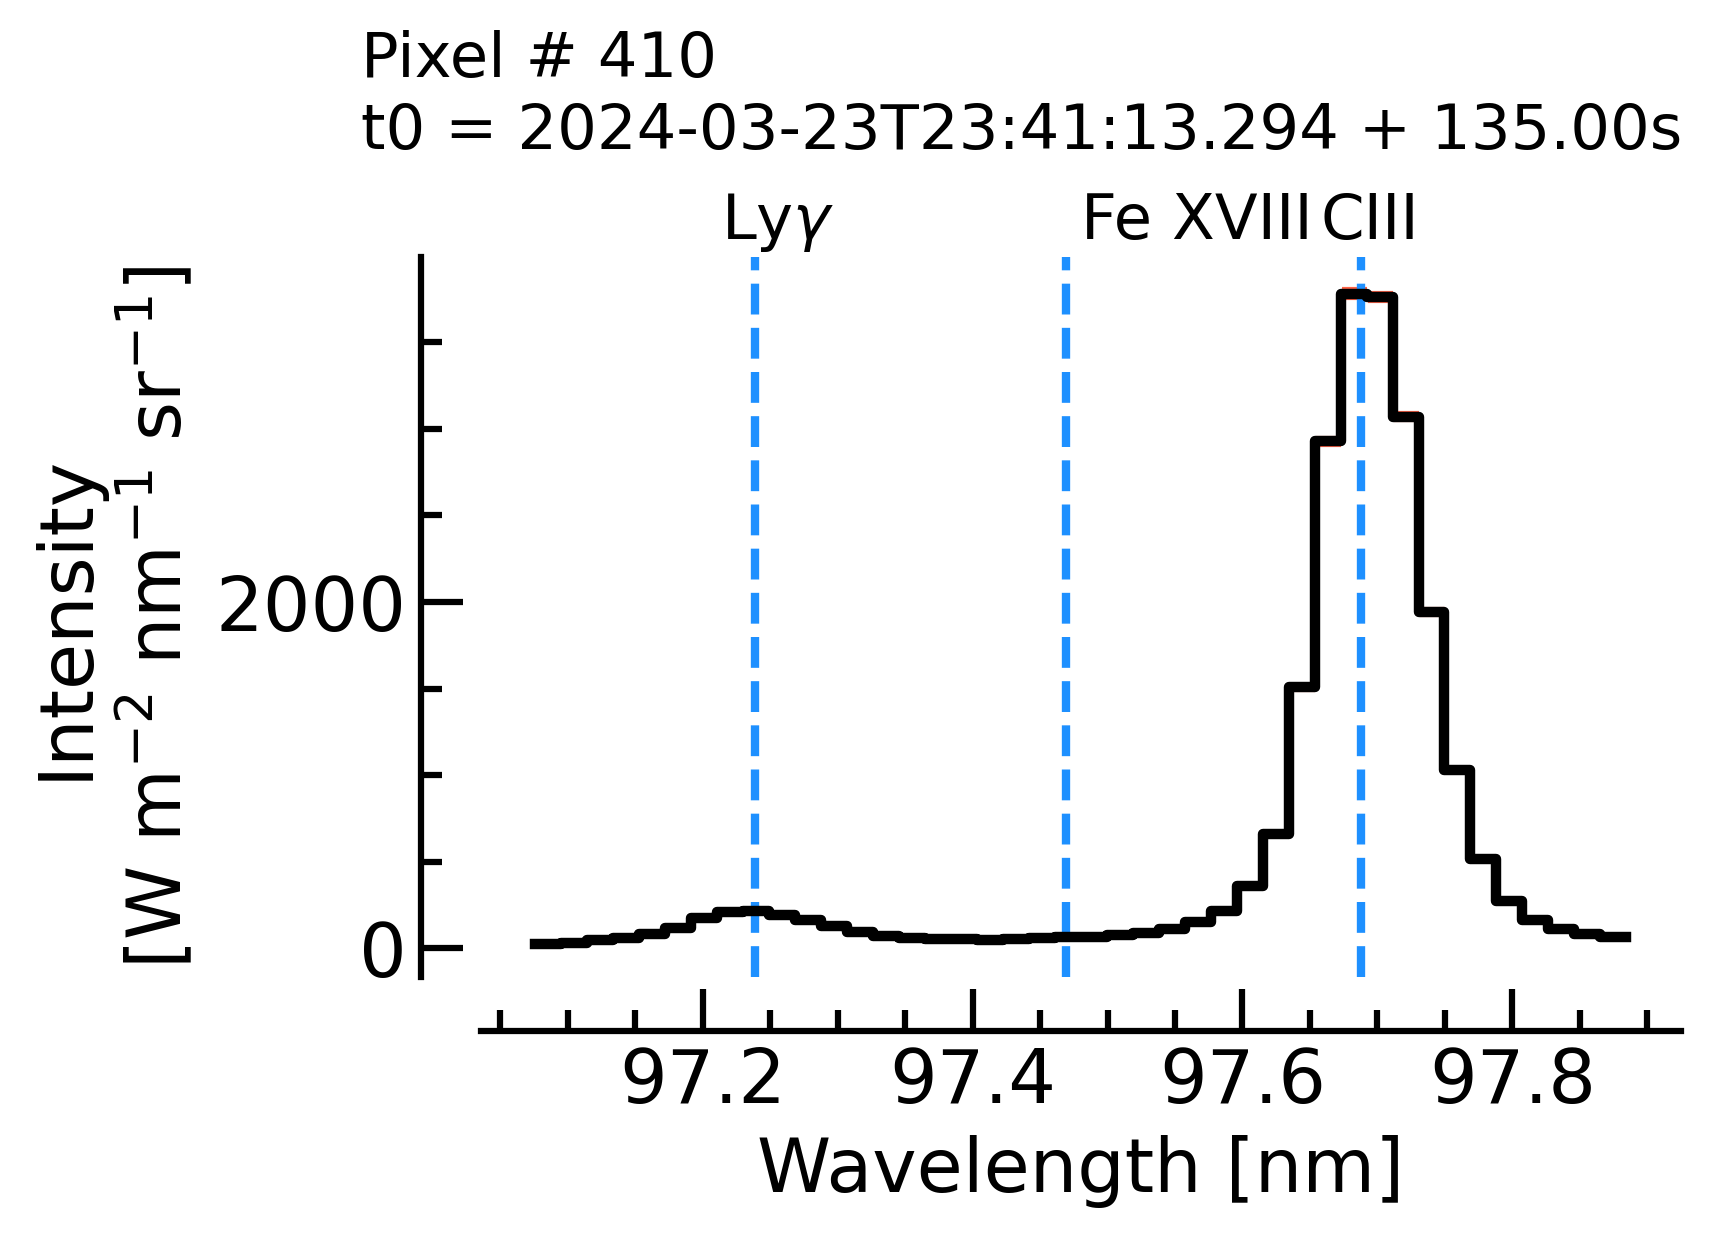 Pixel # 410
t0 = 2024-03-23T23:41:13.294 + 135.00s
Lyγ Fe XVIII CIII
Intensity
[W m⁻² nm⁻¹ sr⁻¹]
2000
0
97.2 97.4 97.6 97.8
Wavelength [nm]